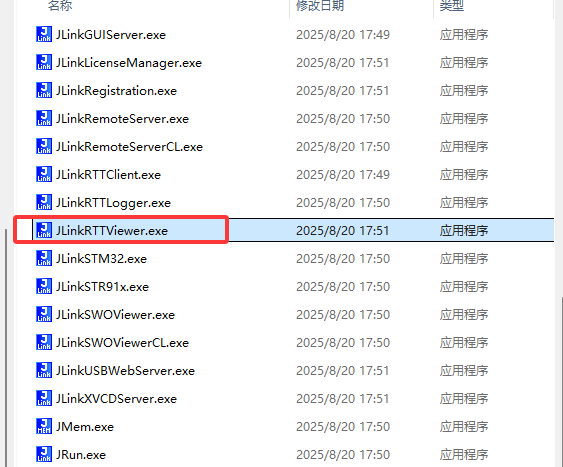 名称 修改日期 类型
JLinkGUIServer.exe 2025/8/20 17:49 应用程序
JLinkLicenseManager.exe 2025/8/20 17:51 应用程序
JLinkRegistration.exe 2025/8/20 17:51 应用程序
JLinkRemoteServer.exe 2025/8/20 17:50 应用程序
JLinkRemoteServerCL.exe 2025/8/20 17:50 应用程序
JLinkRTTClient.exe 2025/8/20 17:49 应用程序
JLinkRTTLogger.exe 2025/8/20 17:50 应用程序
JLinkRTTViewer.exe 2025/8/20 17:51 应用程序
JLinkSTM32.exe 2025/8/20 17:50 应用程序
JLinkSTR91x.exe 2025/8/20 17:50 应用程序
JLinkSWOViewer.exe 2025/8/20 17:50 应用程序
JLinkSWOViewerCL.exe 2025/8/20 17:50 应用程序
JLinkUSBWebServer.exe 2025/8/20 17:51 应用程序
JLinkXVCDServer.exe 2025/8/20 17:51 应用程序
JMem.exe 2025/8/20 17:50 应用程序
JRun.exe 2025/8/20 17:50 应用程序